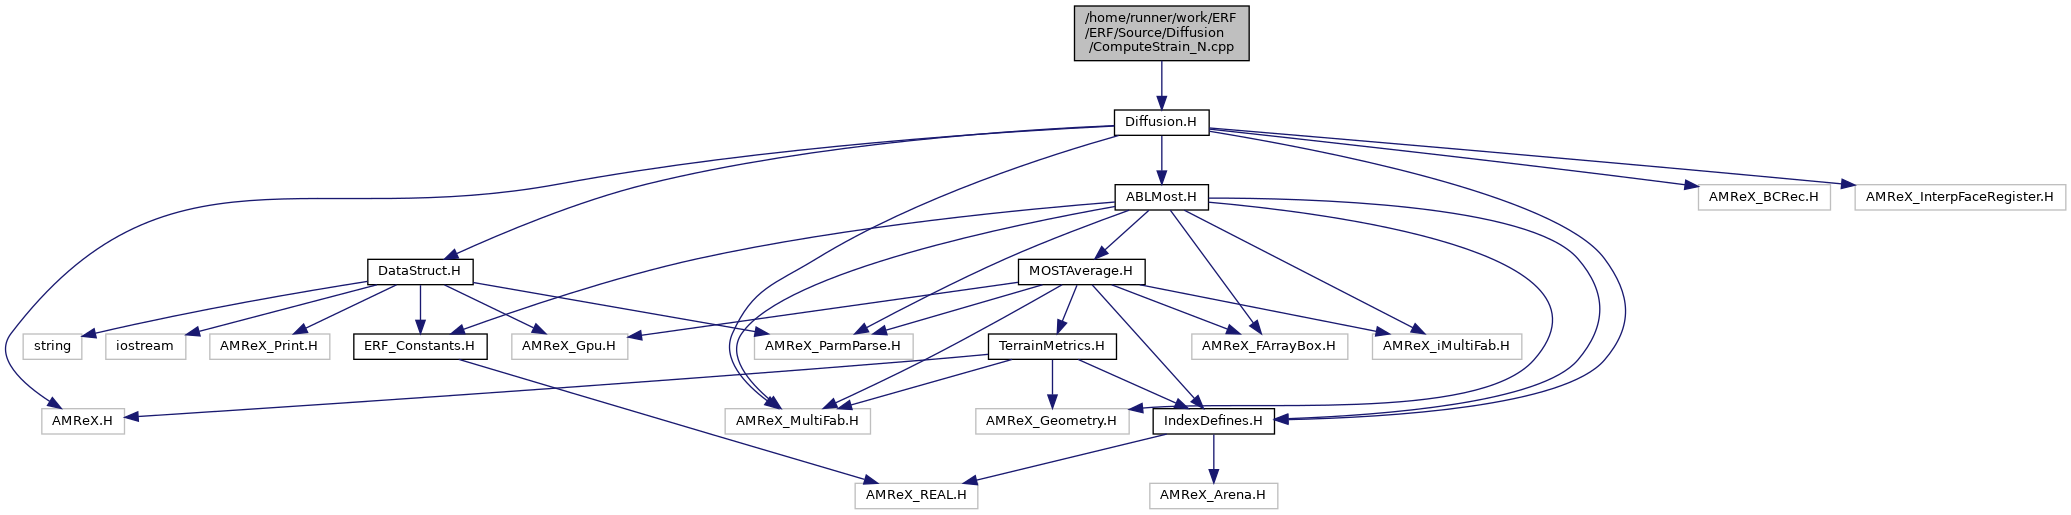 /home/runner/work/ERF
/ERF/Source/Diffusion
/ComputeStrain_N.cpp
Diffusion.H
ABLMost.H
AMReX_BCRec.H
AMReX_InterpFaceRegister.H
DataStruct.H
MOSTAverage.H
string
iostream
AMReX_Print.H
ERF_Constants.H
AMReX_Gpu.H
AMReX_ParmParse.H
TerrainMetrics.H
AMReX_FArrayBox.H
AMReX_iMultiFab.H
AMReX.H
AMReX_MultiFab.H
AMReX_Geometry.H
IndexDefines.H
AMReX_REAL.H
AMReX_Arena.H